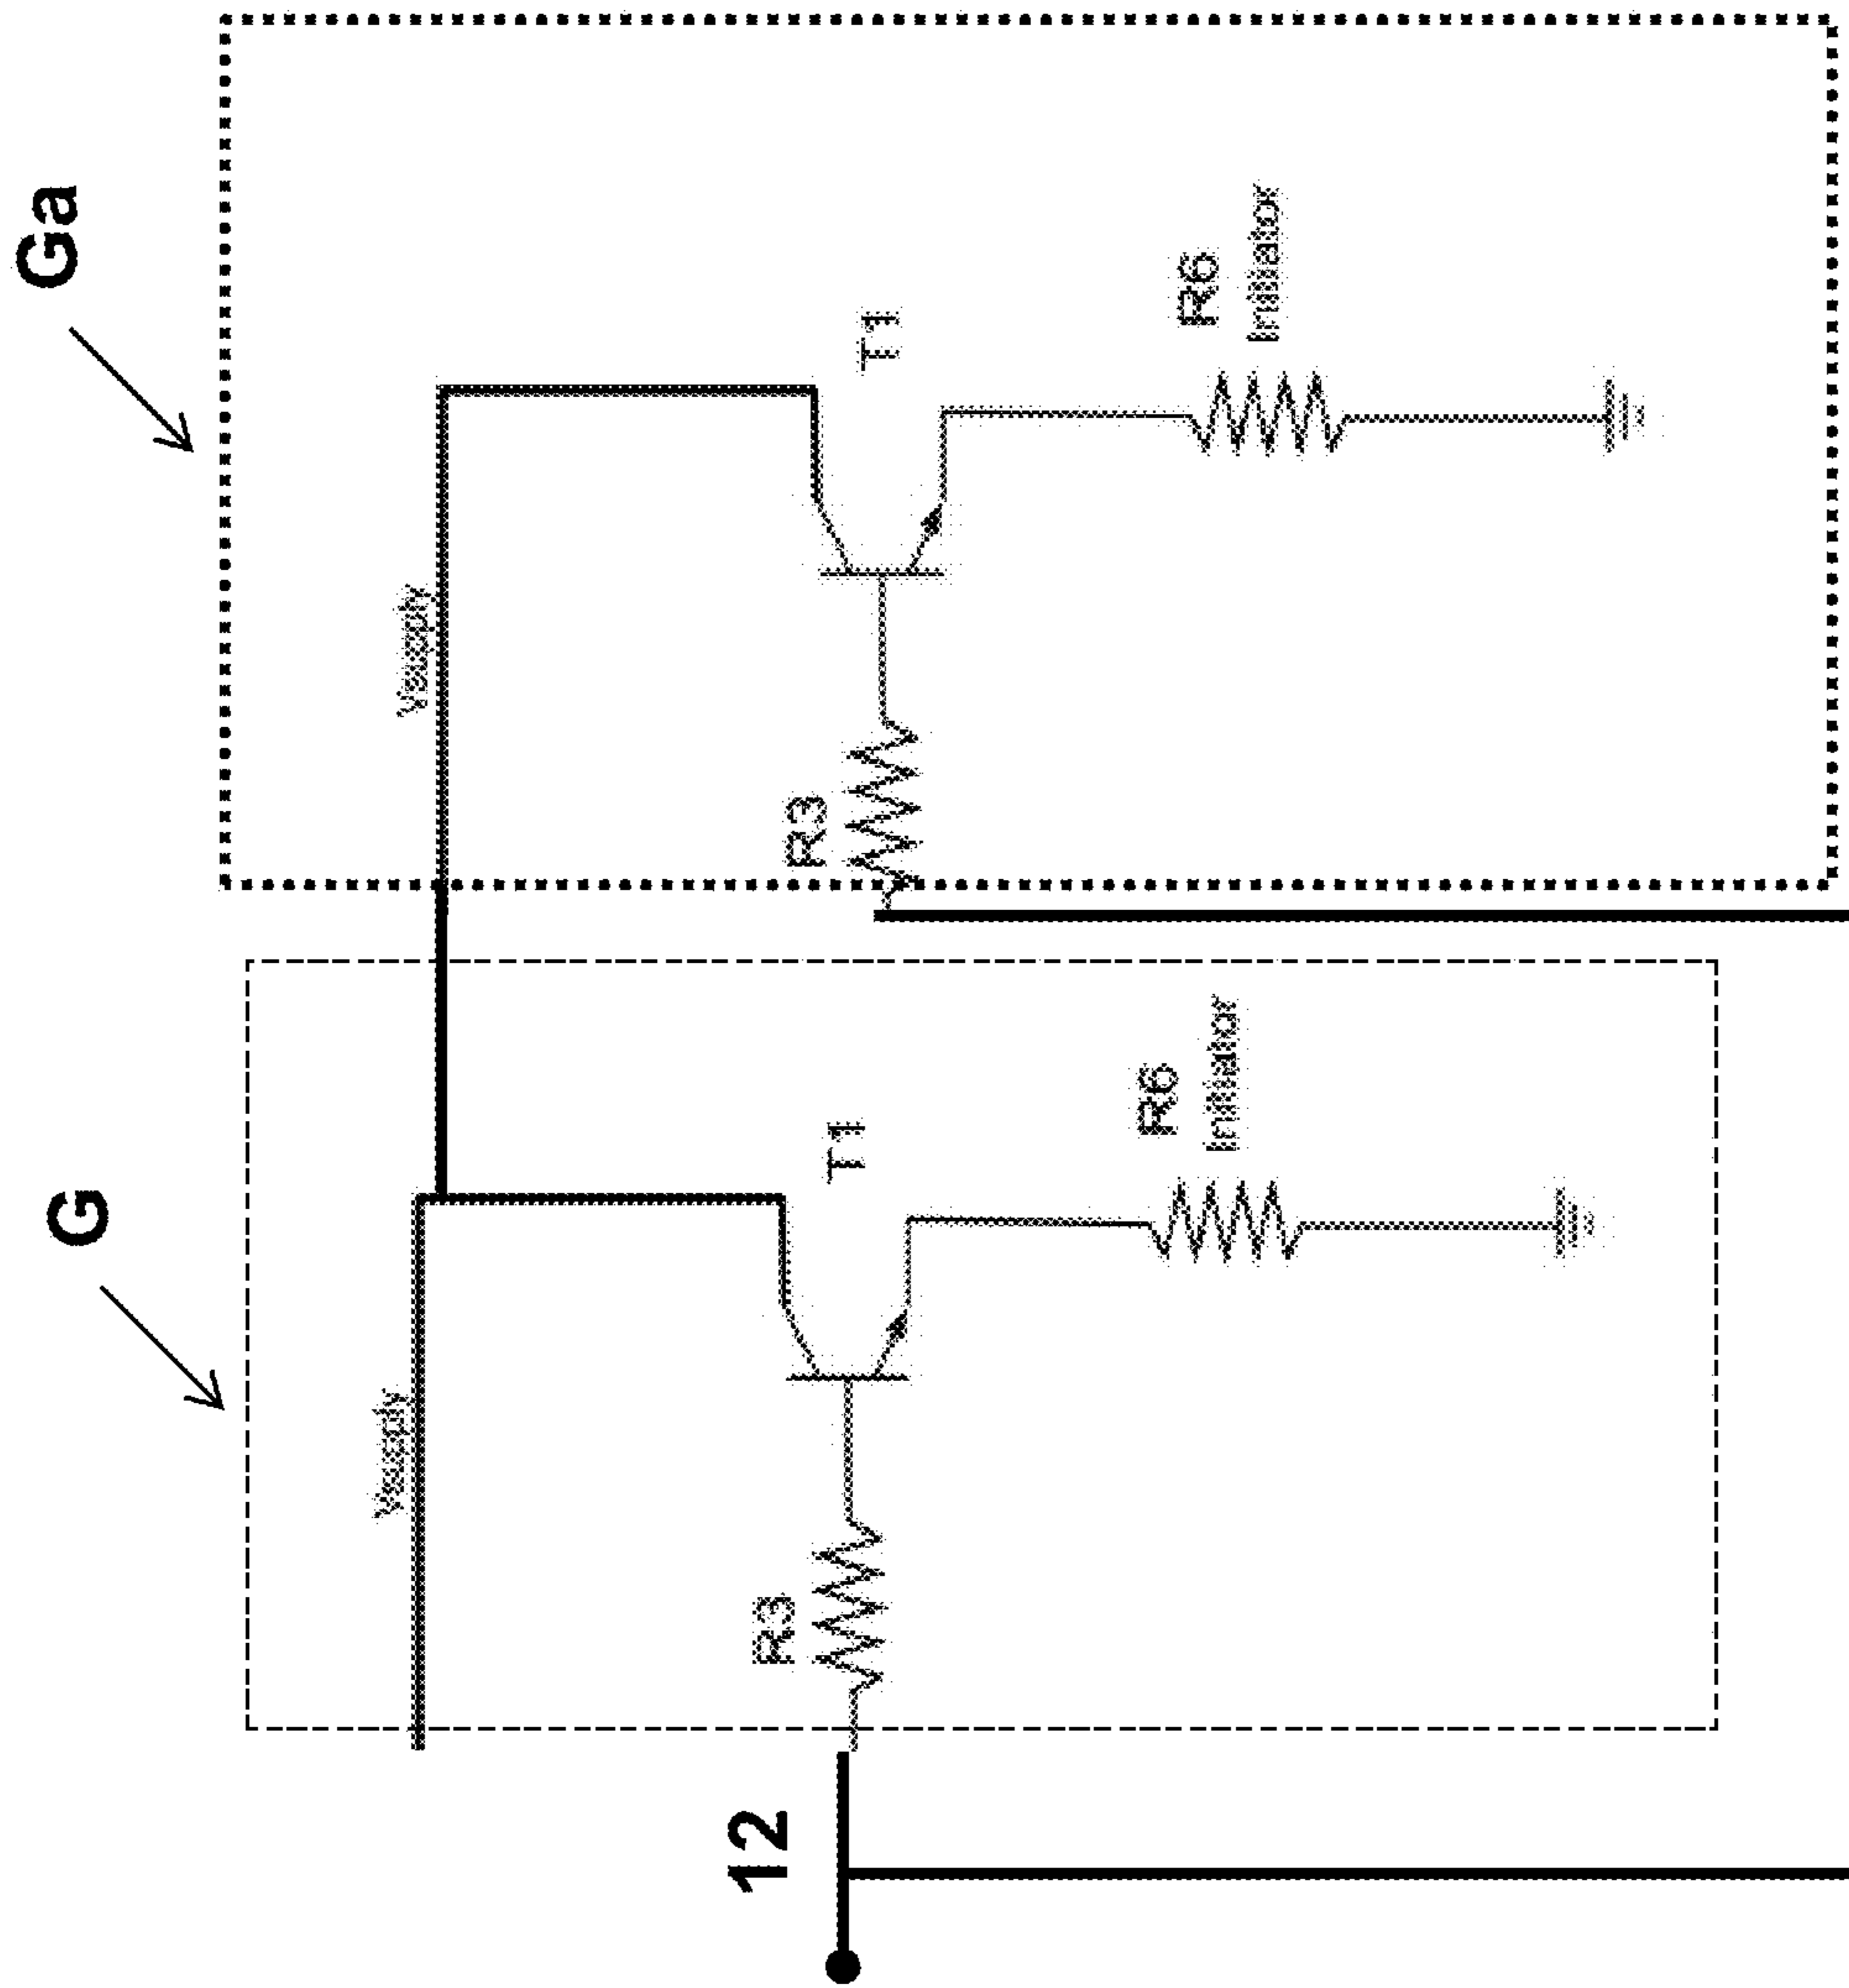 G
Ga
Vsupply
Vsupply
T1
T1
R3
R3
R6
Initiator
R6
Initiator
12